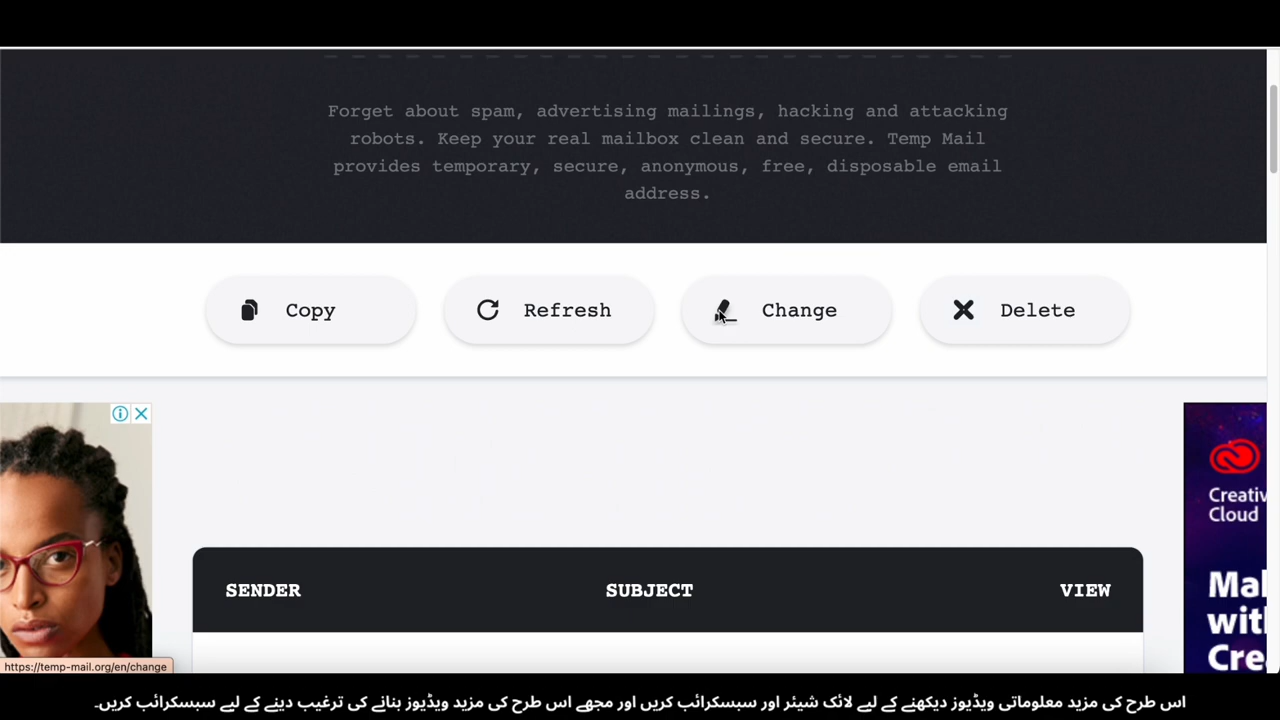 Forget about spam, advertising mailings, hacking and attacking
robots. Keep your real mailbox clean and secure. Temp Mail
provides temporary, secure, anonymous, free, disposable email
address.
Copy
Refresh
Change
Delete
Creativ
Cloud
SENDER
SUBJECT
VIEW
Mal
with
Cre
https://temp-mail.org/en/change
اس طرح کی مزید معلوماتی ویڈیوز دیکھنے کے لیے لائک شیئر اور سبسکرائب کریں اور مجھے اس طرح کی مزید ویڈیوز بنانے کی ترغیب دینے کے لیے سبسکرائب کریں۔